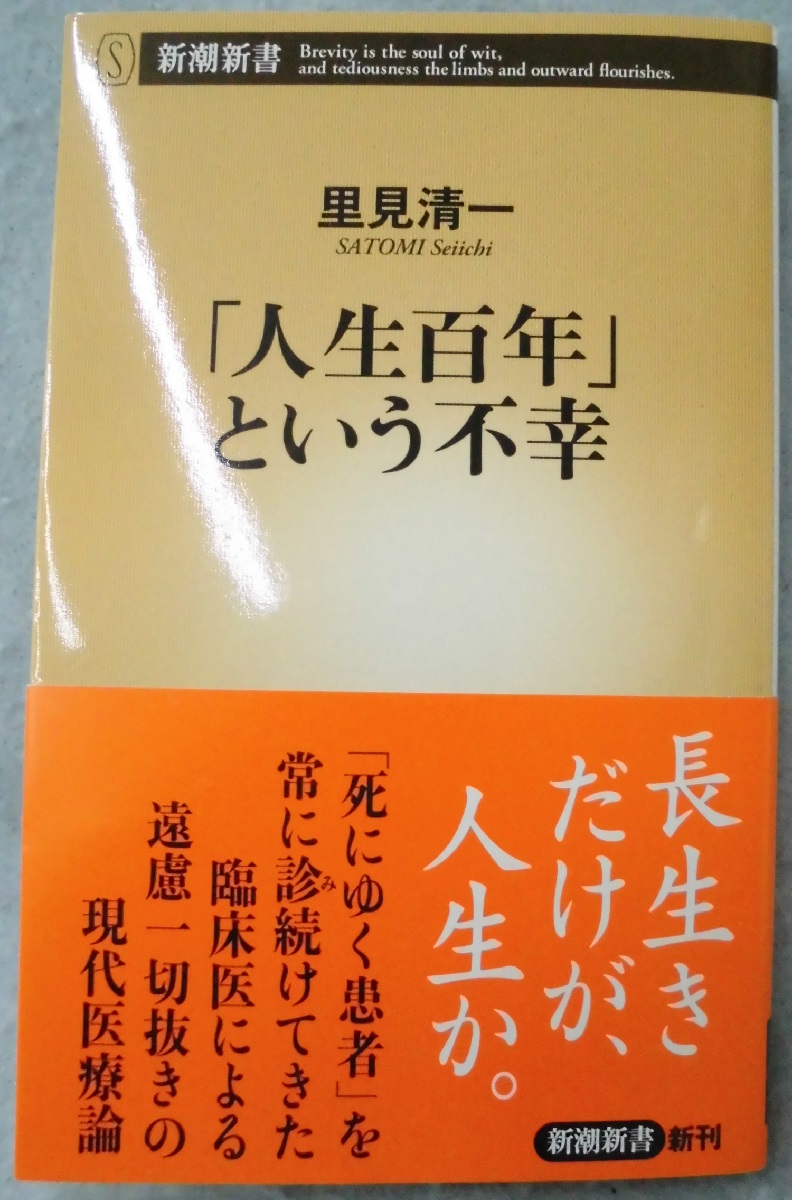 S
新潮新書
Brevity is the soul of wit,
and tediousness the limbs and outward flourishes.
里見清一
SATOMI Seiichi
「人生百年」
という不幸
長生き
だけが、
人生か。
「死にゆく患者」を
常に診続けてきた
み
臨床医による
遠慮一切抜きの
現代医療論
新潮新書 新刊